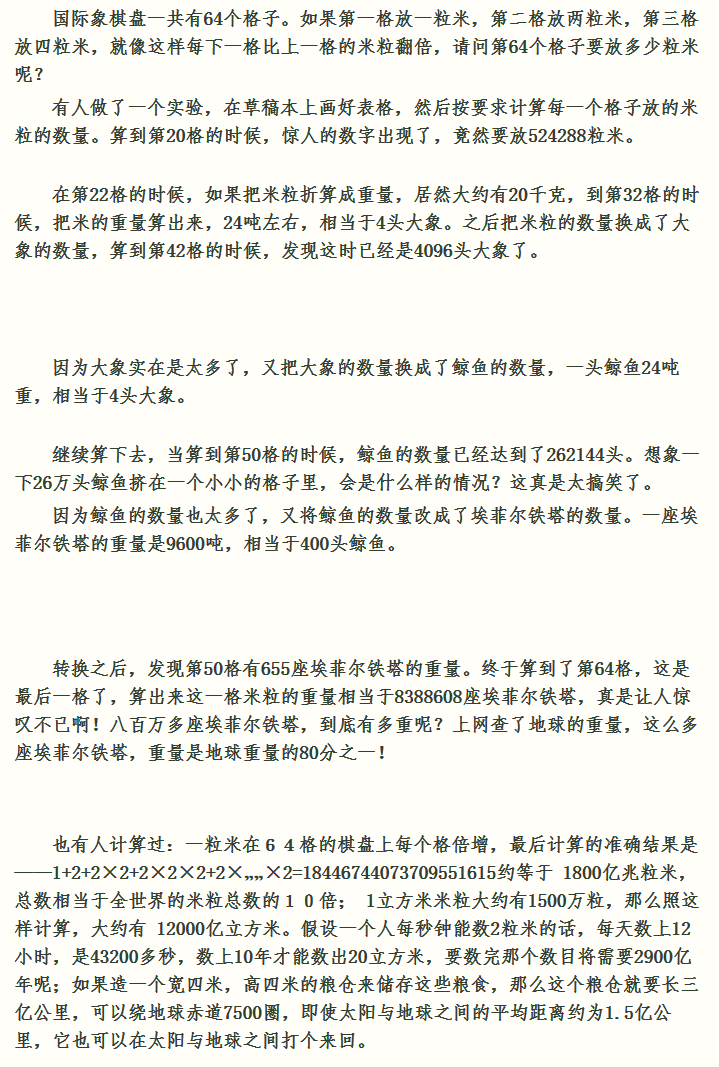 国际象棋盘一共有64个格子。如果第一格放一粒米，第二格放两粒米，第三格
放四粒米，就像这样每下一格比上一格的米粒翻倍，请问第64个格子要放多少粒米
呢？
有人做了一个实验，在草稿本上画好表格，然后按要求计算每一个格子放的米
粒的数量。算到第20格的时候，惊人的数字出现了，竟然要放524288粒米。
在第22格的时候，如果把米粒折算成重量，居然大约有20千克，到第32格的时
候，把米的重量算出来，24吨左右，相当于4头大象。之后把米粒的数量换成了大
象的数量，算到第42格的时候，发现这时已经是4096头大象了。
因为大象实在是太多了，又把大象的数量换成了鲸鱼的数量，一头鲸鱼24吨
重，相当于4头大象。
继续算下去，当算到第50格的时候，鲸鱼的数量已经达到了262144头。想象一
下26万头鲸鱼挤在一个小小的格子里，会是什么样的情况？这真是太搞笑了。
因为鲸鱼的数量也太多了，又将鲸鱼的数量改成了埃菲尔铁塔的数量。一座埃
菲尔铁塔的重量是9600吨，相当于400头鲸鱼。
转换之后，发现第50格有655座埃菲尔铁塔的重量。终于算到了第64格，这是
最后一格了，算出来这一格米粒的重量相当于8388608座埃菲尔铁塔，真是让人惊
叹不已啊！八百万多座埃菲尔铁塔，到底有多重呢？上网查了地球的重量，这么多
座埃菲尔铁塔，重量是地球重量的80分之一！
也有人计算过：一粒米在６４格的棋盘上每个格倍增，最后计算的准确结果是
——1+2+2×2+2×2×2+2×„„×2=18446744073709551615约等于 1800亿兆粒米，
总数相当于全世界的米粒总数的１０倍； 1立方米米粒大约有1500万粒，那么照这
样计算，大约有 12000亿立方米。假设一个人每秒钟能数2粒米的话，每天数上12
小时，是43200多秒，数上10年才能数出20立方米，要数完那个数目将需要2900亿
年呢；如果造一个宽四米，高四米的粮仓来储存这些粮食，那么这个粮仓就要长三
亿公里，可以绕地球赤道7500圈，即使太阳与地球之间的平均距离约为1.5亿公
里，它也可以在太阳与地球之间打个来回。